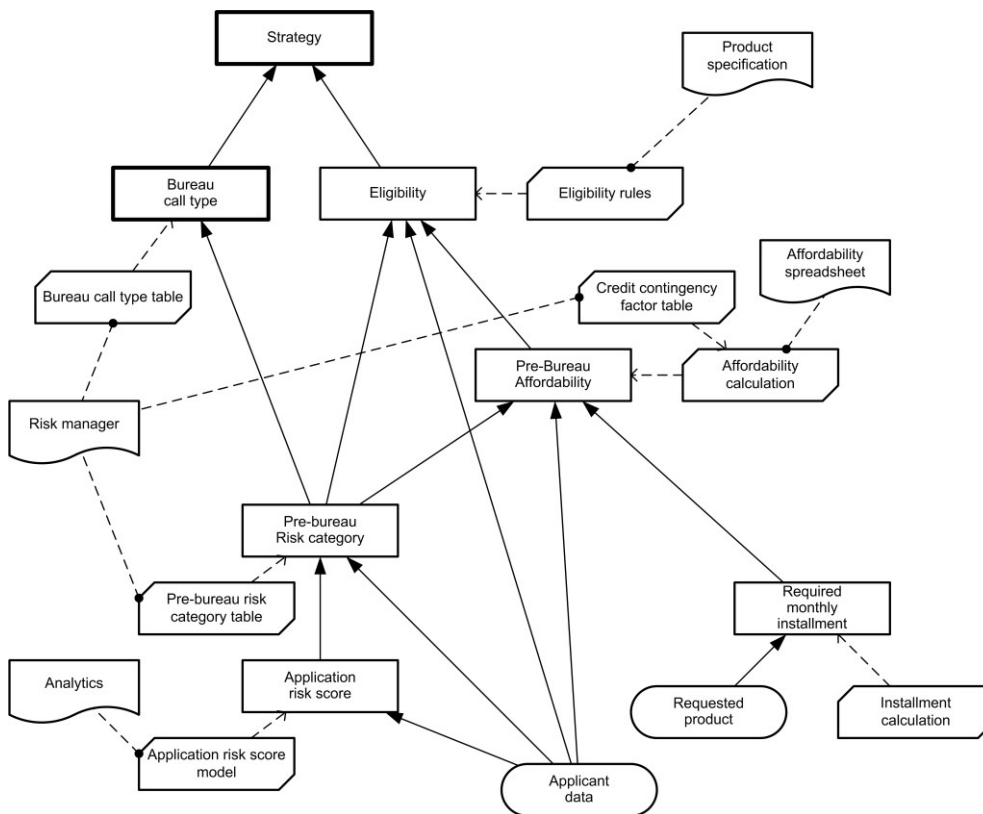 Strategy
Product
specification
Bureau
call type
Eligibility
Eligibility rules
Bureau call type table
Credit contingency
factor table
Affordability
spreadsheet
Pre-Bureau
Affordability
Affordability
calculation
Risk manager
Pre-bureau
Risk category
Pre-bureau risk
category table
Required
monthly
installment
Analytics
Application
risk score
Requested
product
Installment
calculation
Application risk score
model
Applicant
data